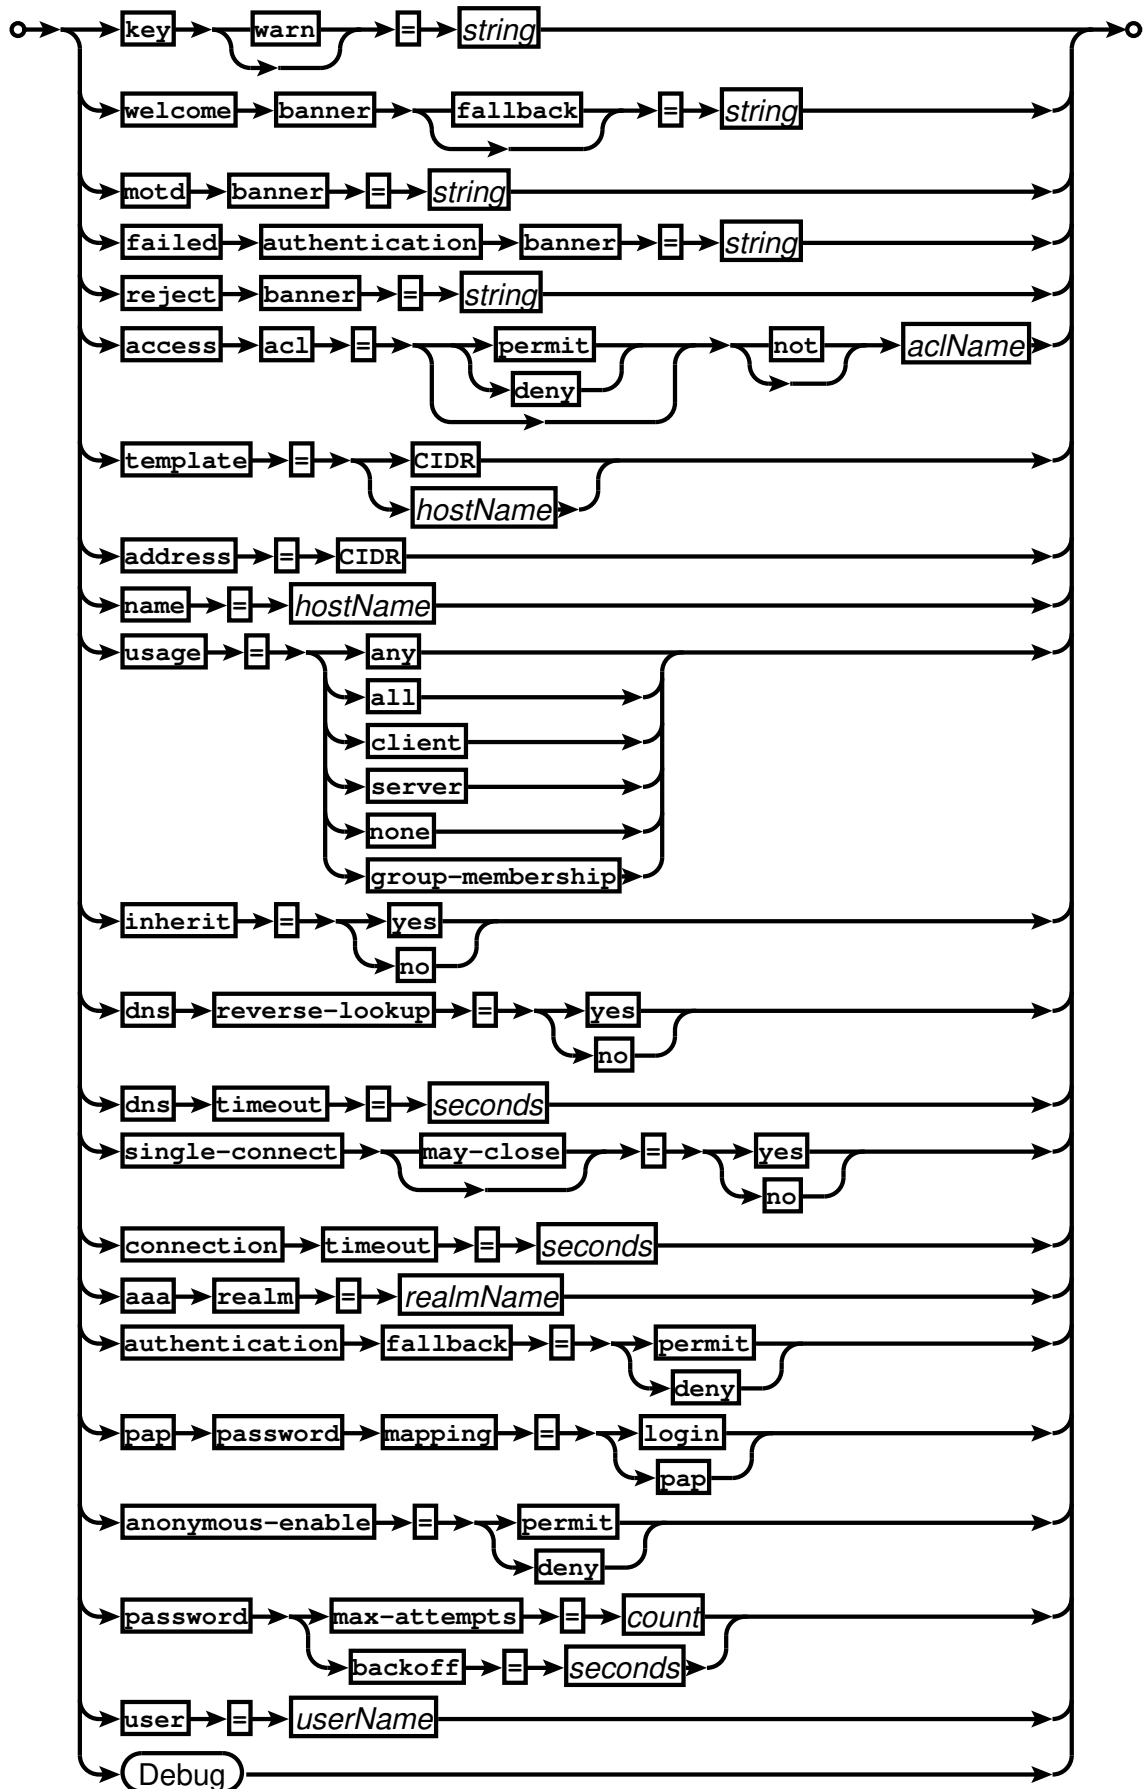 key warn = string
welcome banner fallback = string
motd banner = string
failed authentication banner = string
reject banner = string
access acl = permit not aclName
deny
template = CIDR
hostName
address = CIDR
name = hostName
usage = any
all
client
server
none
group-membership
inherit = yes
no
dns reverse-lookup = yes
no
dns timeout = seconds
single-connect may-close = yes
no
connection timeout = seconds
aaa realm = realmName
authentication fallback = permit
deny
pap password mapping = login
pap
anonymous-enable = permit
deny
password max-attempts = count
backoff = seconds
user = userName
Debug